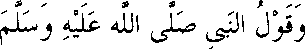 وَقَوْلُ النَّبِيِّ صَلَّى اللَّه عَلَيْهِ وَسَلَّمَ